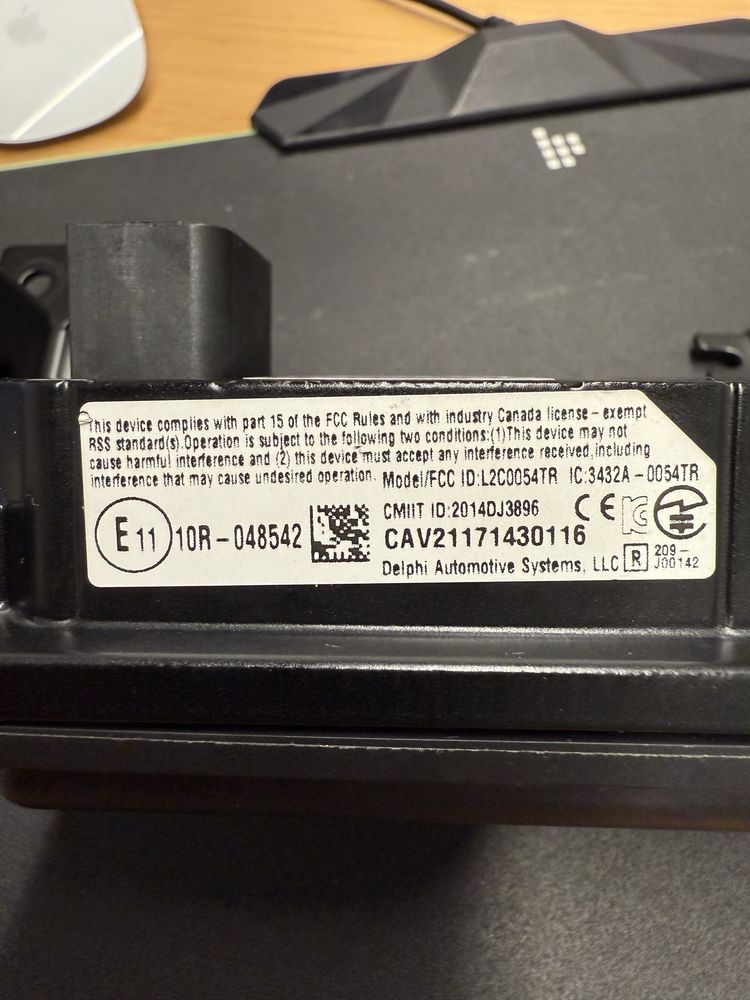 This device complies with part 15 of the FCC Rules and with industry Canada license-exempt
RSS standard(s).Operation is subject to the following two conditions:(1)This device may not
cause harmful interference and (2) this device must accept any interference received,including
interference that may cause undesired operation. Model/FCC ID:L2C0054TR IC:3432A-0054TR
E 11 10R-048542
CMIIT ID:2014DJ3896 CE
CAV21171430116
Delphi Automotive Systems, LLC R 209-
J00142